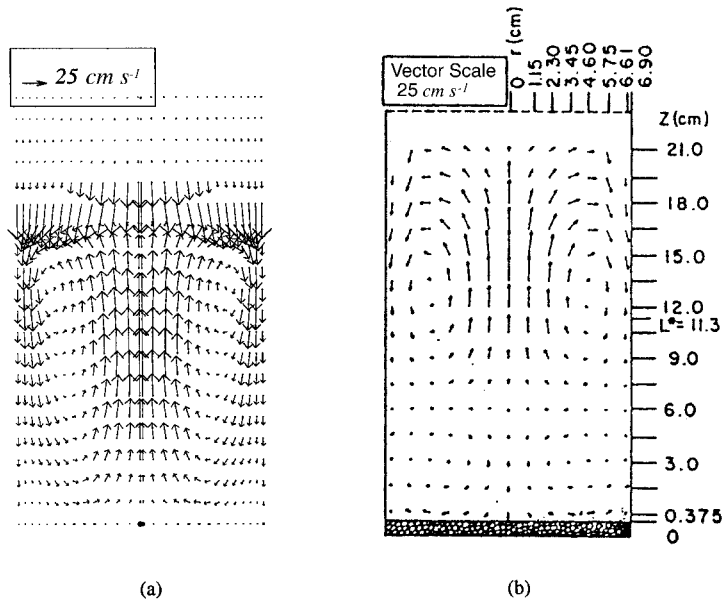 25 cm s-1
Vector Scale
25 cm s-1
r (cm)
0
1.15
2.30
3.45
4.60
5.75
6.61
6.90
Z (cm)
21.0
18.0
15.0
12.0
L*= 11.3
9.0
6.0
3.0
0.375
0
(a)
(b)